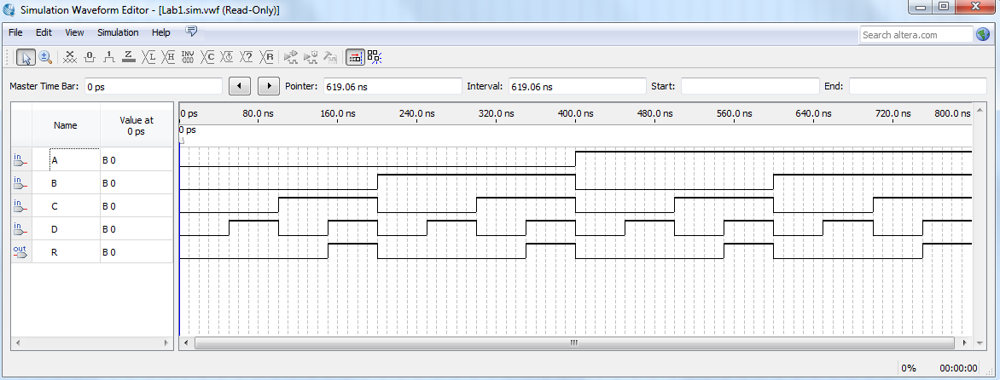 Simulation Waveform Editor - [Lab1.sim.vwf (Read-Only)]
File Edit View Simulation Help
Search altera.com
Master Time Bar: 0 ps Pointer: 619.06 ns Interval: 619.06 ns Start: End:
Name Value at 0 ps
0 ps 80.0 ns 160.0 ns 240.0 ns 320.0 ns 400.0 ns 480.0 ns 560.0 ns 640.0 ns 720.0 ns 800.0 ns
0 ps
in A B 0
in B B 0
in C B 0
in D B 0
out R B 0
0% 00:00:00